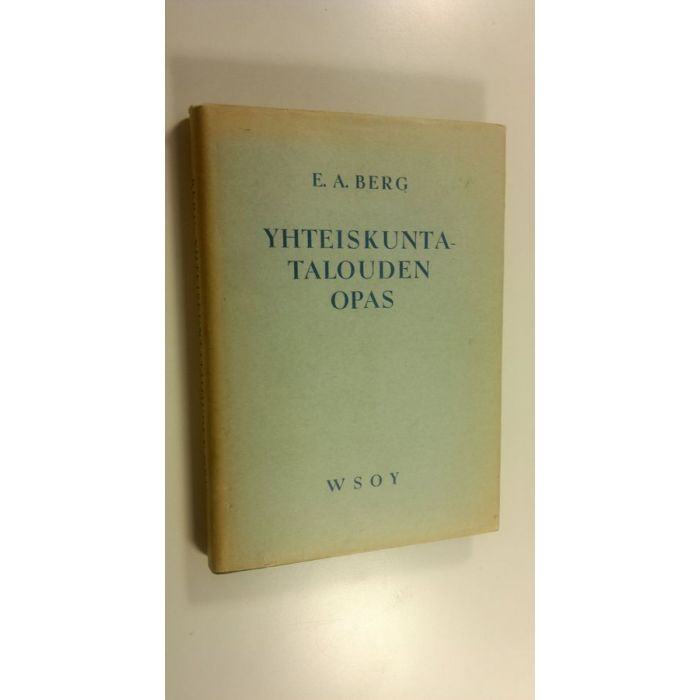 E. A. BERG
YHTEISKUNTA-
TALOUDEN
OPAS
WSOY